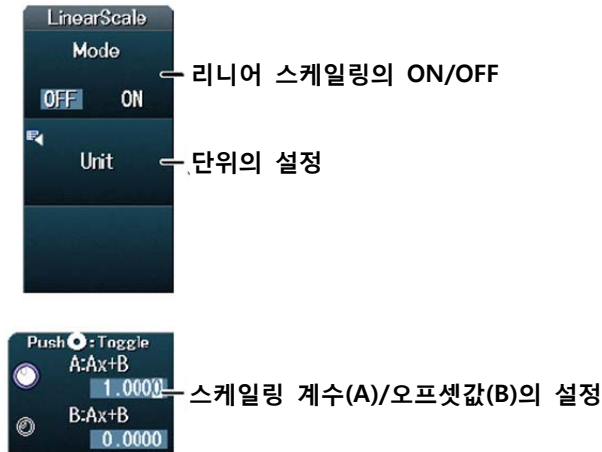 LinearScale
Mode
OFF ON
리니어 스케일링의 ON/OFF
Unit
단위의 설정
Push :Toggle
A:Ax+B
1.0000
스케일링 계수(A)/오프셋값(B)의 설정
B:Ax+B
0.0000